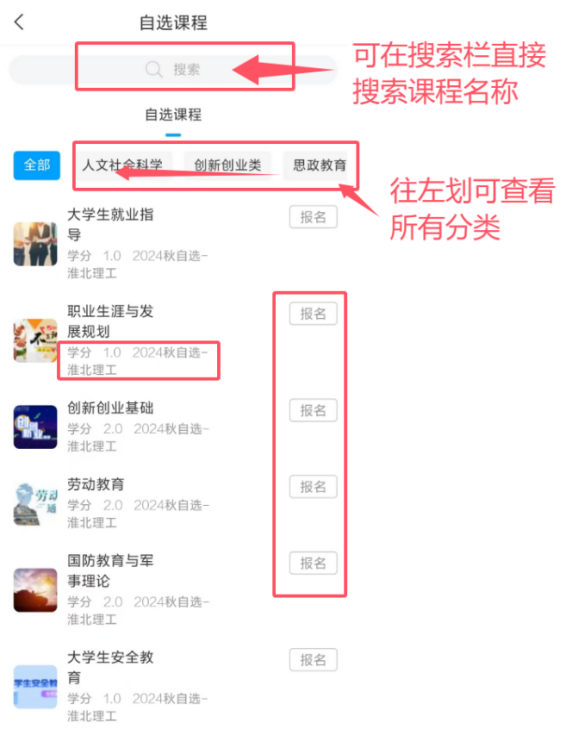 自选课程
搜索
可在搜索栏直接
搜索课程名称
自选课程
全部 人文社会科学 创新创业类 思政教育
往左划可查看
所有分类
大学生就业指
导
报名
学分 1.0 2024秋自选-
淮北理工
职业生涯与发
展规划
报名
学分 1.0 2024秋自选-
淮北理工
创新创业基础
报名
学分 2.0 2024秋自选-
淮北理工
劳动教育
报名
学分 2.0 2024秋自选-
淮北理工
国防教育与军
事理论
报名
学分 2.0 2024秋自选-
淮北理工
大学生安全教
育
报名
学分 1.0 2024秋自选-
淮北理工
学生安全教